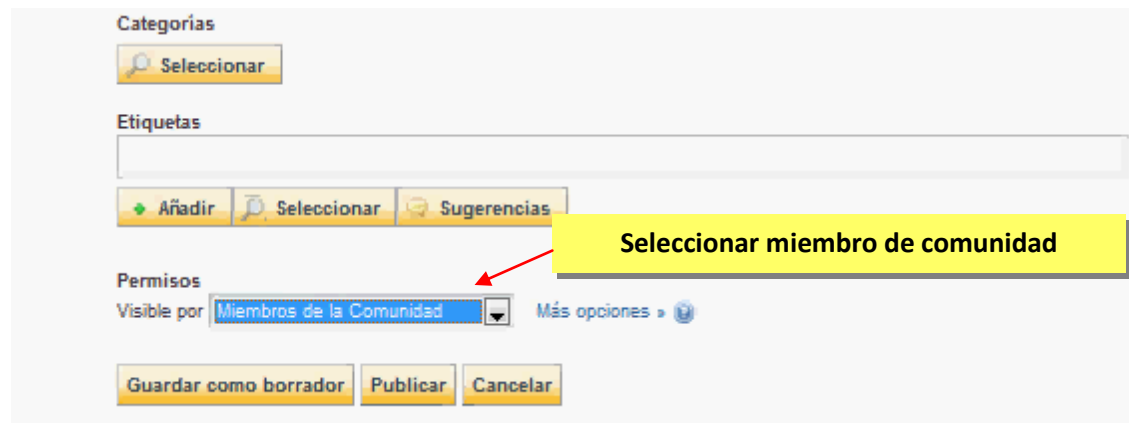 Categorías
Seleccionar
Etiquetas
Añadir Seleccionar Sugerencias
Seleccionar miembro de comunidad
Permisos
Visible por Miembros de la Comunidad Más opciones »
Guardar como borrador Publicar Cancelar